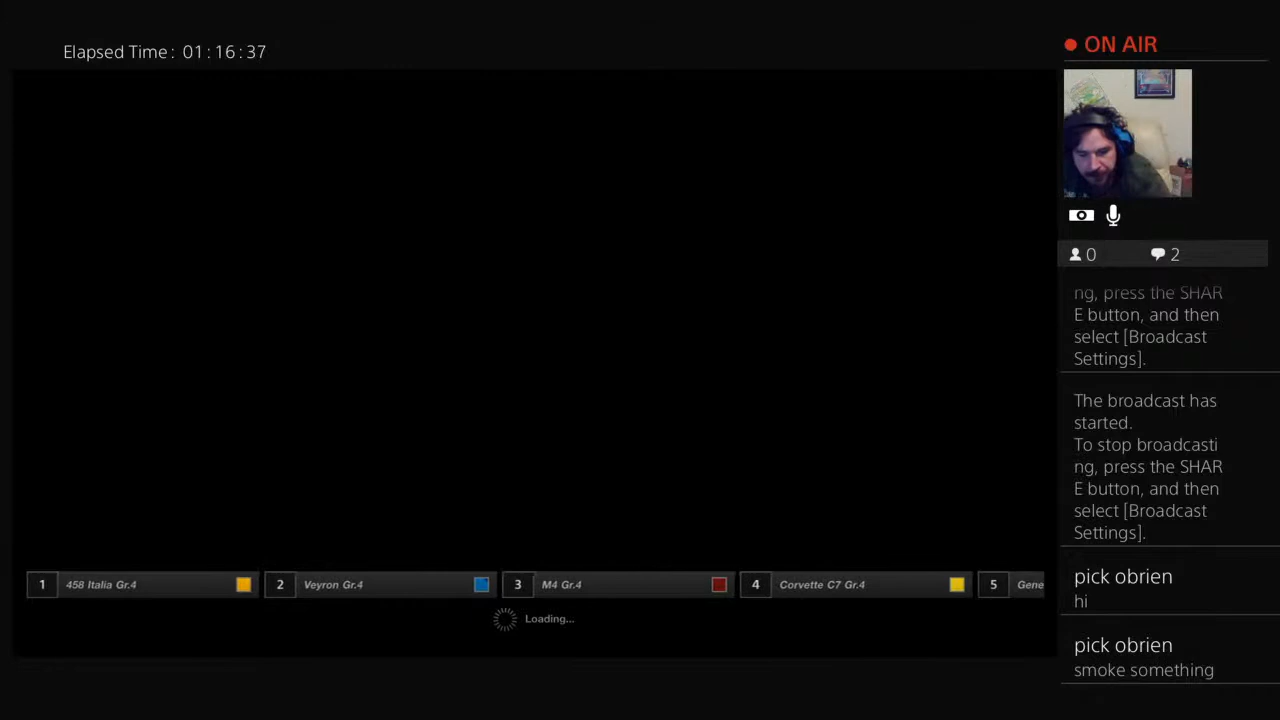 Elapsed Time: 01:16:37
ON AIR
0 2
ng, press the SHAR
E button, and then
select [Broadcast
Settings].
The broadcast has
started.
To stop broadcasti
ng, press the SHAR
E button, and then
select [Broadcast
Settings].
pick obrien
hi
pick obrien
smoke something
1 458 Italia Gr.4 2 Veyron Gr.4 3 M4 Gr.4 4 Corvette C7 Gr.4 5 Gene
Loading...